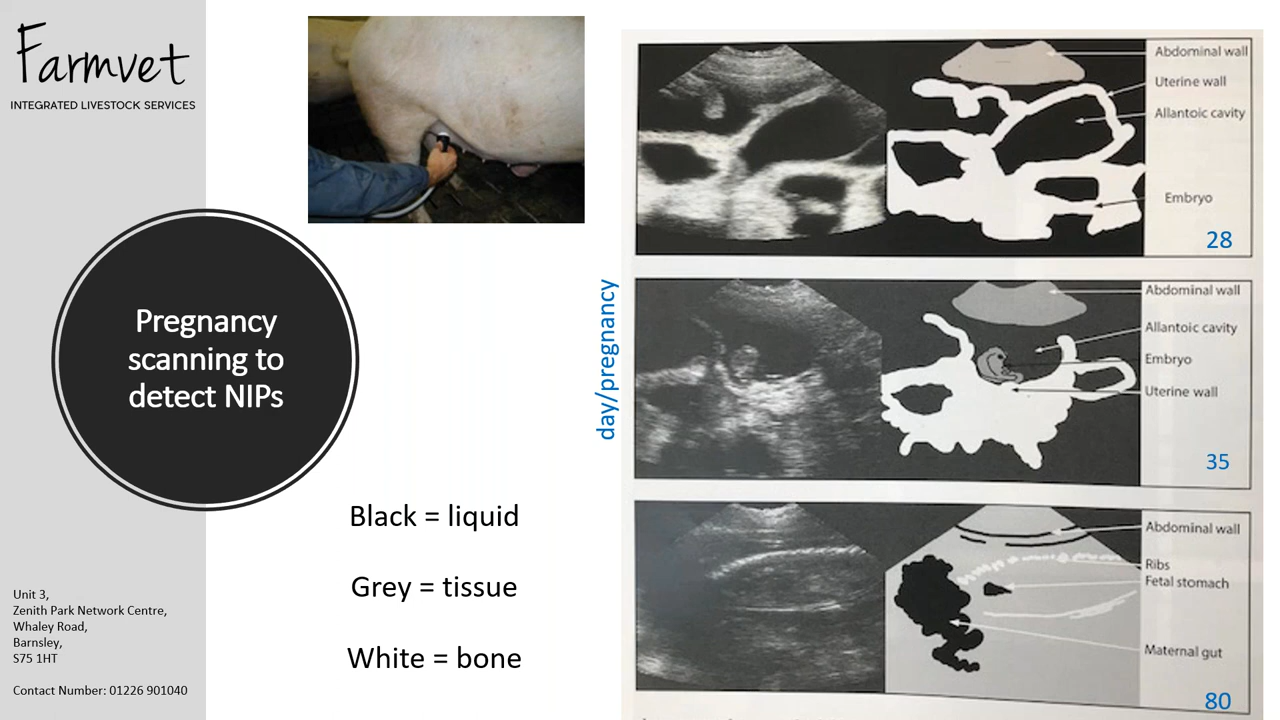 Farmvet
INTEGRATED LIVESTOCK SERVICES
Pregnancy
scanning to
detect NIPs
Unit 3,
Zenith Park Network Centre,
Whaley Road,
Barnsley,
S75 1HT
Contact Number: 01226 901040
Black = liquid
Grey = tissue
White = bone
day/pregnancy
Abdominal wall
Uterine wall
Allantoic cavity
Embryo
28
Abdominal wall
Allantoic cavity
Embryo
Uterine wall
35
Abdominal wall
Ribs
Fetal stomach
Maternal gut
80